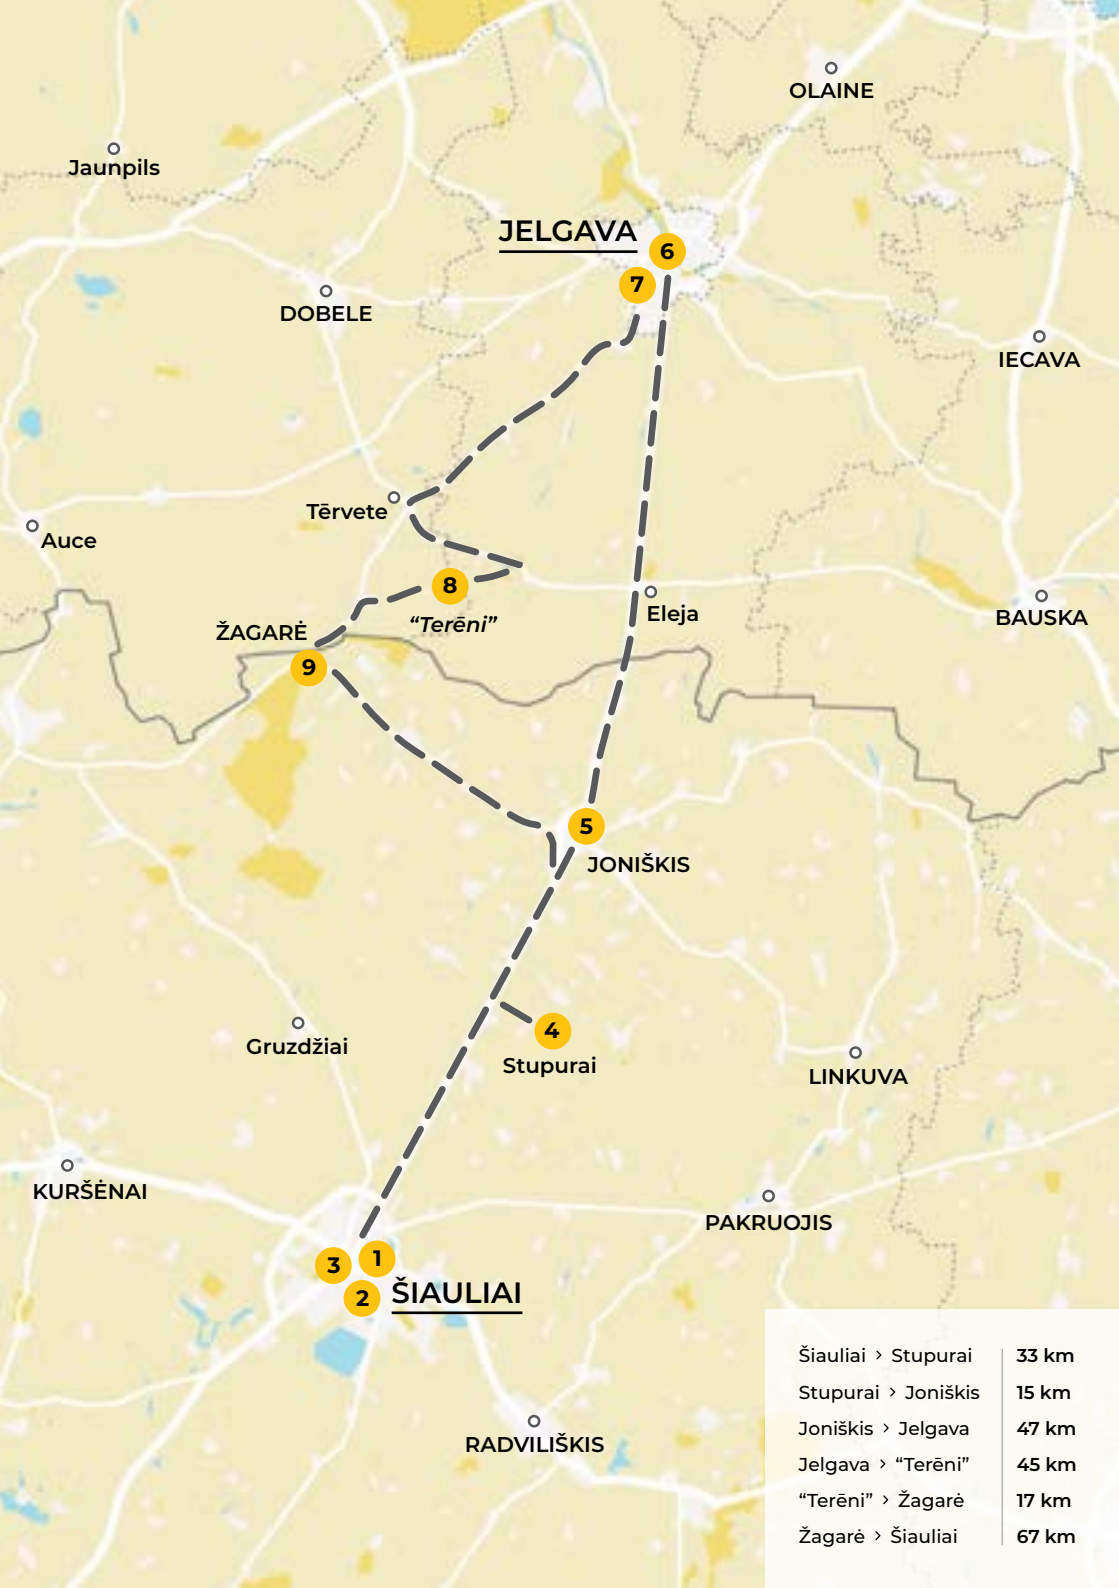 OLAINE
Jaunpils
JELGAVA
6
7
DOBELE
IECAVA
Tērvete
Auce
8
“Terēni”
Eleja
BAUSKA
ŽAGARĖ
9
5
JONIŠKIS
4
Stupurai
Gruzdžiai
LINKUVA
KURŠĖNAI
PAKRUOJIS
3
1
2
ŠIAULIAI
RADVILIŠKIS
Šiauliai › Stupurai 33 km
Stupurai › Joniškis 15 km
Joniškis › Jelgava 47 km
Jelgava › “Terēni” 45 km
“Terēni” › Žagarė 17 km
Žagarė › Šiauliai 67 km